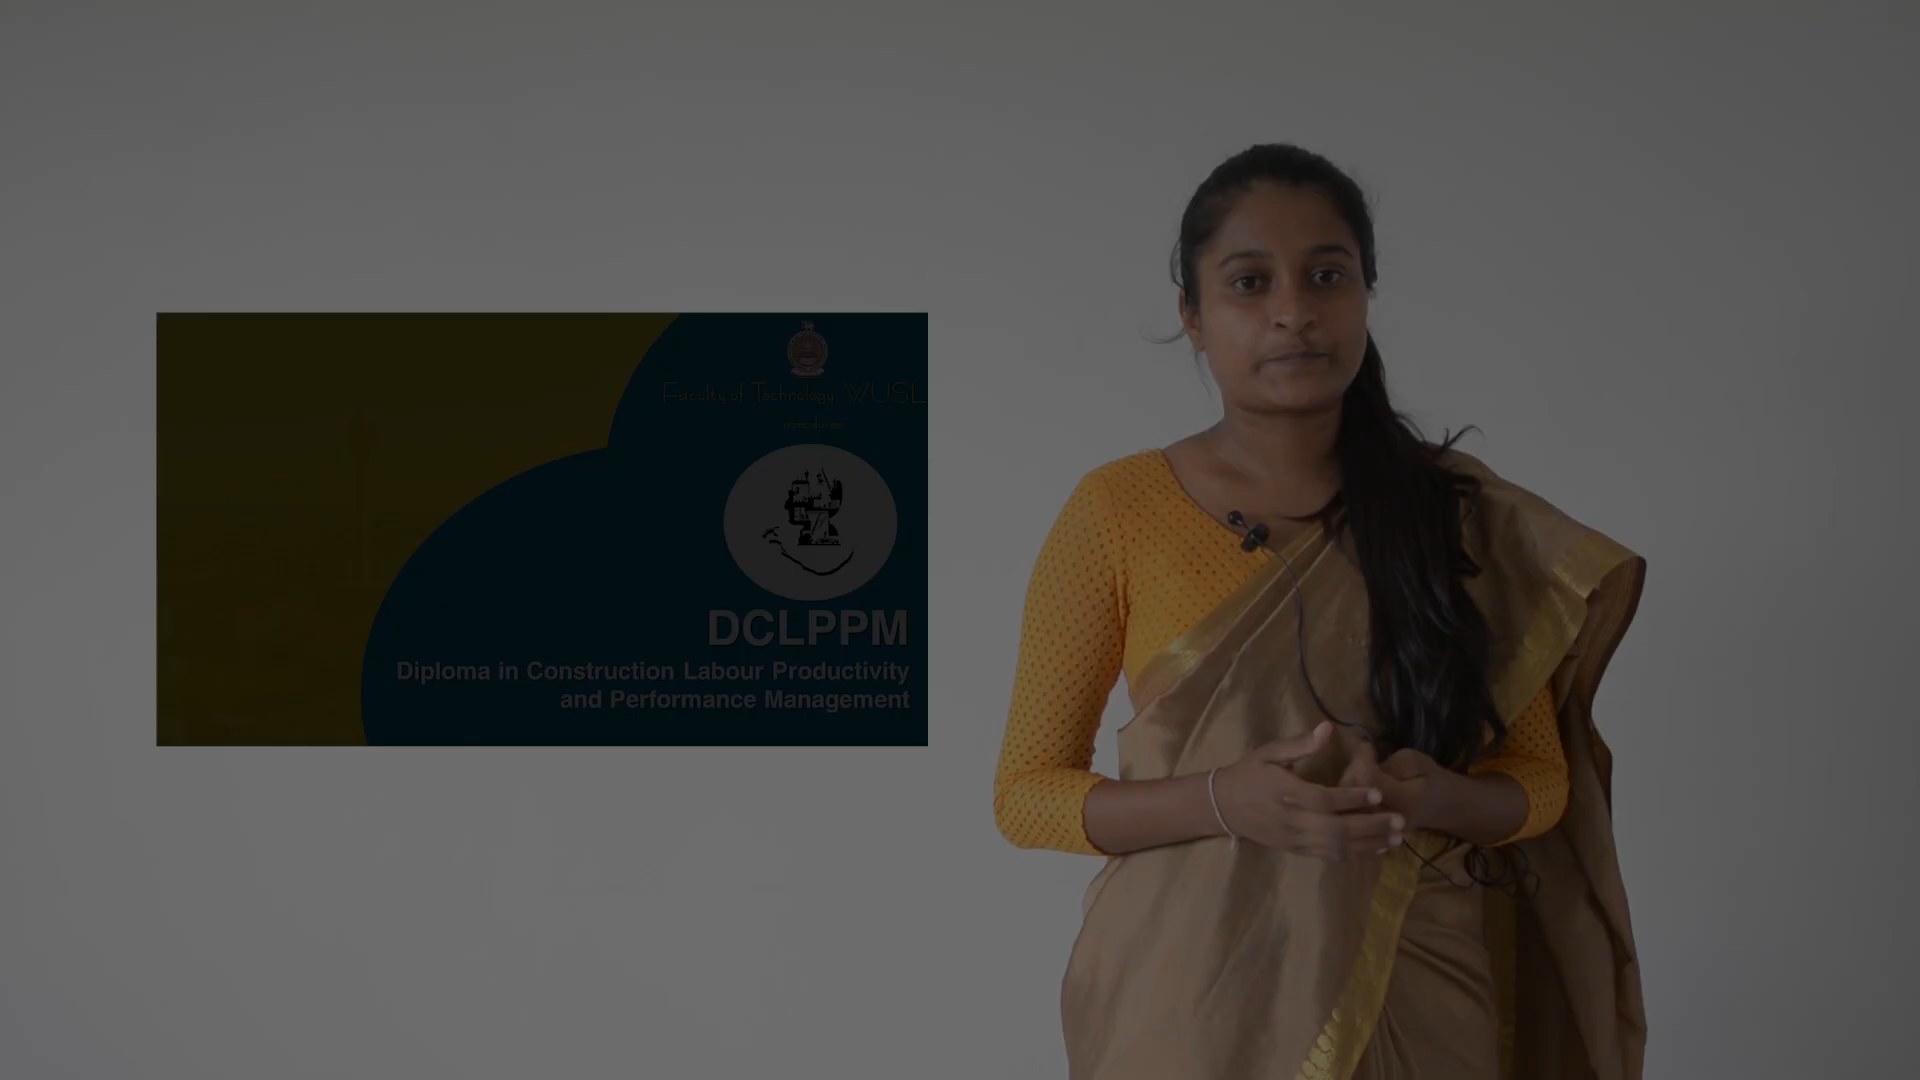 Faculty of Technology, WUSL
DCLPPM
Diploma in Construction Labour Productivity
and Performance Management